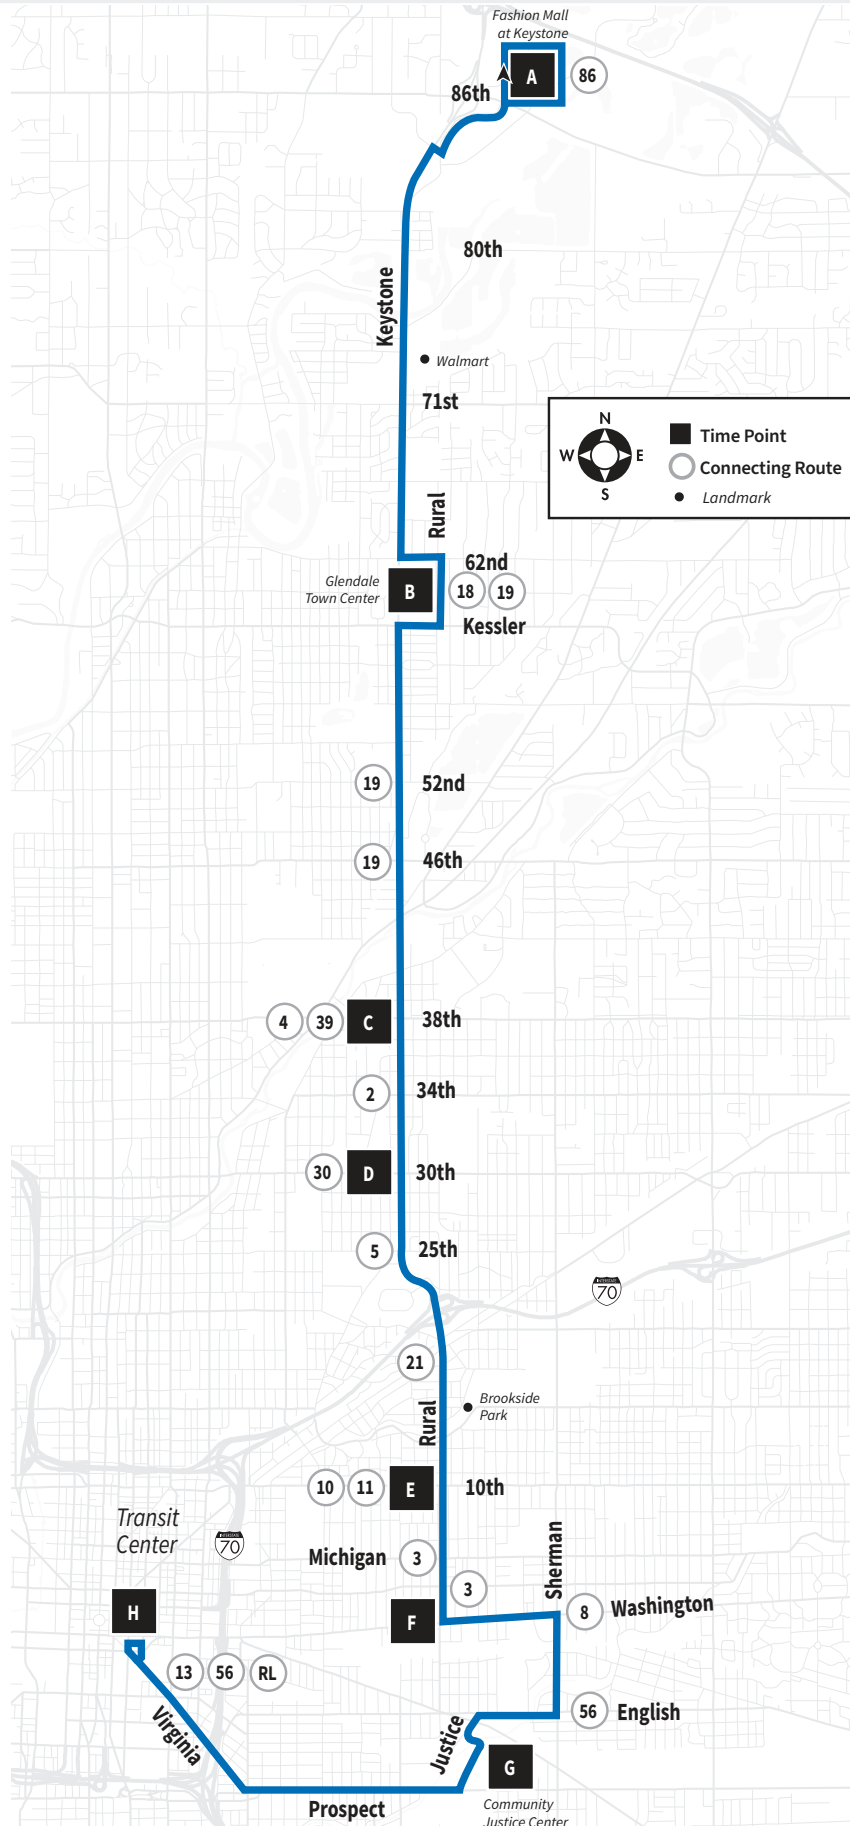 Fashion Mall
at Keystone
A
86
86th
80th
Keystone
Walmart
71st
N
W
E
S
Time Point
Connecting Route
Landmark
Rural
62nd
Glendale
Town Center
B
18
19
Kessler
19
52nd
19
46th
4
39
C
38th
2
34th
30
D
30th
5
25th
INTERSTATE
70
21
Brookside
Park
Rural
10
11
E
10th
Transit
Center
INTERSTATE
70
Michigan
3
Sherman
3
H
F
8
Washington
13
56
RL
56
English
Virginia
Justice
G
Prospect
Community
Justice Center